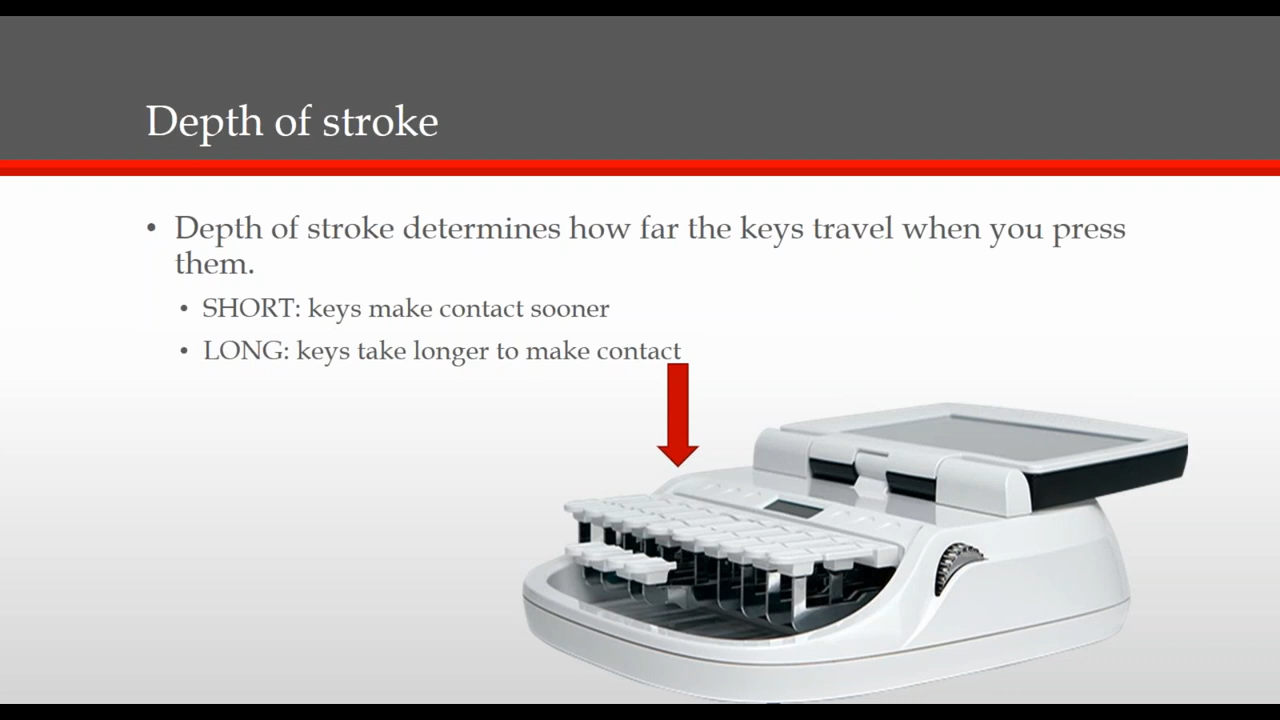 Depth of stroke
• Depth of stroke determines how far the keys travel when you press
them.
• SHORT: keys make contact sooner
• LONG: keys take longer to make contact